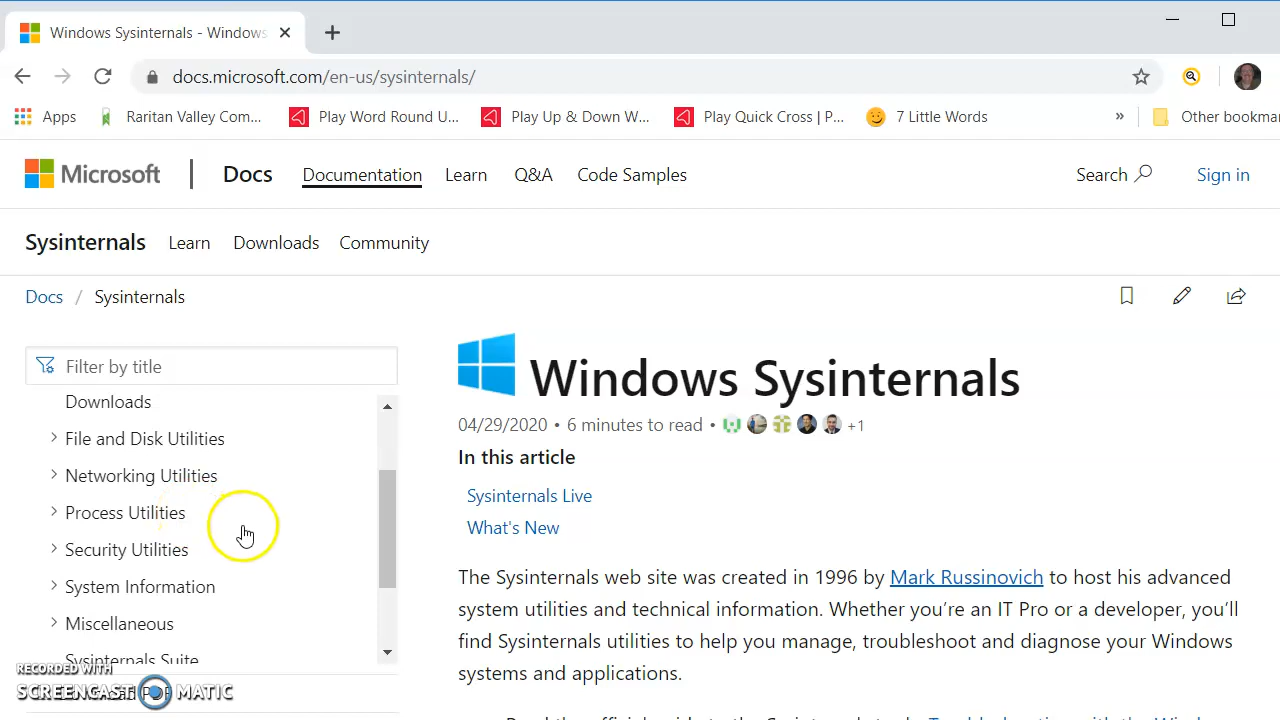 Windows Sysinternals - Windows
docs.microsoft.com/en-us/sysinternals/
Apps Raritan Valley Com... Play Word Round U... Play Up & Down W... Play Quick Cross | P... 7 Little Words » Other bookmar
Microsoft Docs Documentation Learn Q&A Code Samples Search Sign in
Sysinternals Learn Downloads Community
Docs / Sysinternals
Filter by title
Downloads
File and Disk Utilities
Networking Utilities
Process Utilities
Security Utilities
System Information
Miscellaneous
Sysinternals Suite
Download PDF
RECORDED WITH
SCREENCAST MATIC
Windows Sysinternals
04/29/2020 • 6 minutes to read • +1
In this article
Sysinternals Live
What's New
The Sysinternals web site was created in 1996 by Mark Russinovich to host his advanced
system utilities and technical information. Whether you're an IT Pro or a developer, you'll
find Sysinternals utilities to help you manage, troubleshoot and diagnose your Windows
systems and applications.